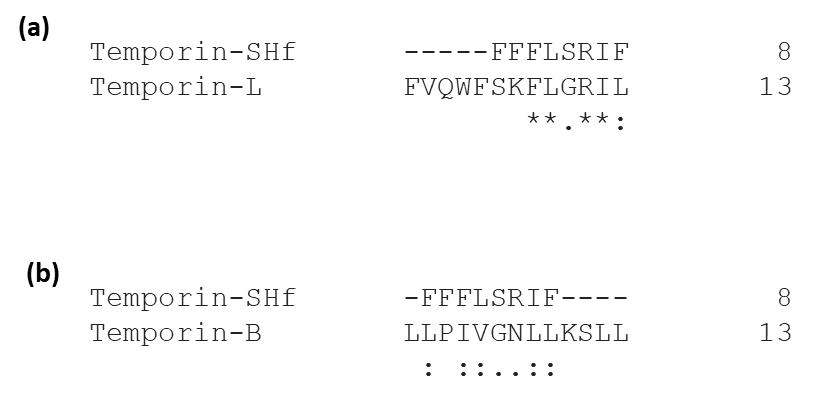 (a)
Temporin-SHf -----FFFLSRIF 8
Temporin-L FVQWFSKFLGRIL 13
**.**:
(b)
Temporin-SHf -FFFLSRIF---- 8
Temporin-B LLPIVGNLLKSLL 13
: ::..::